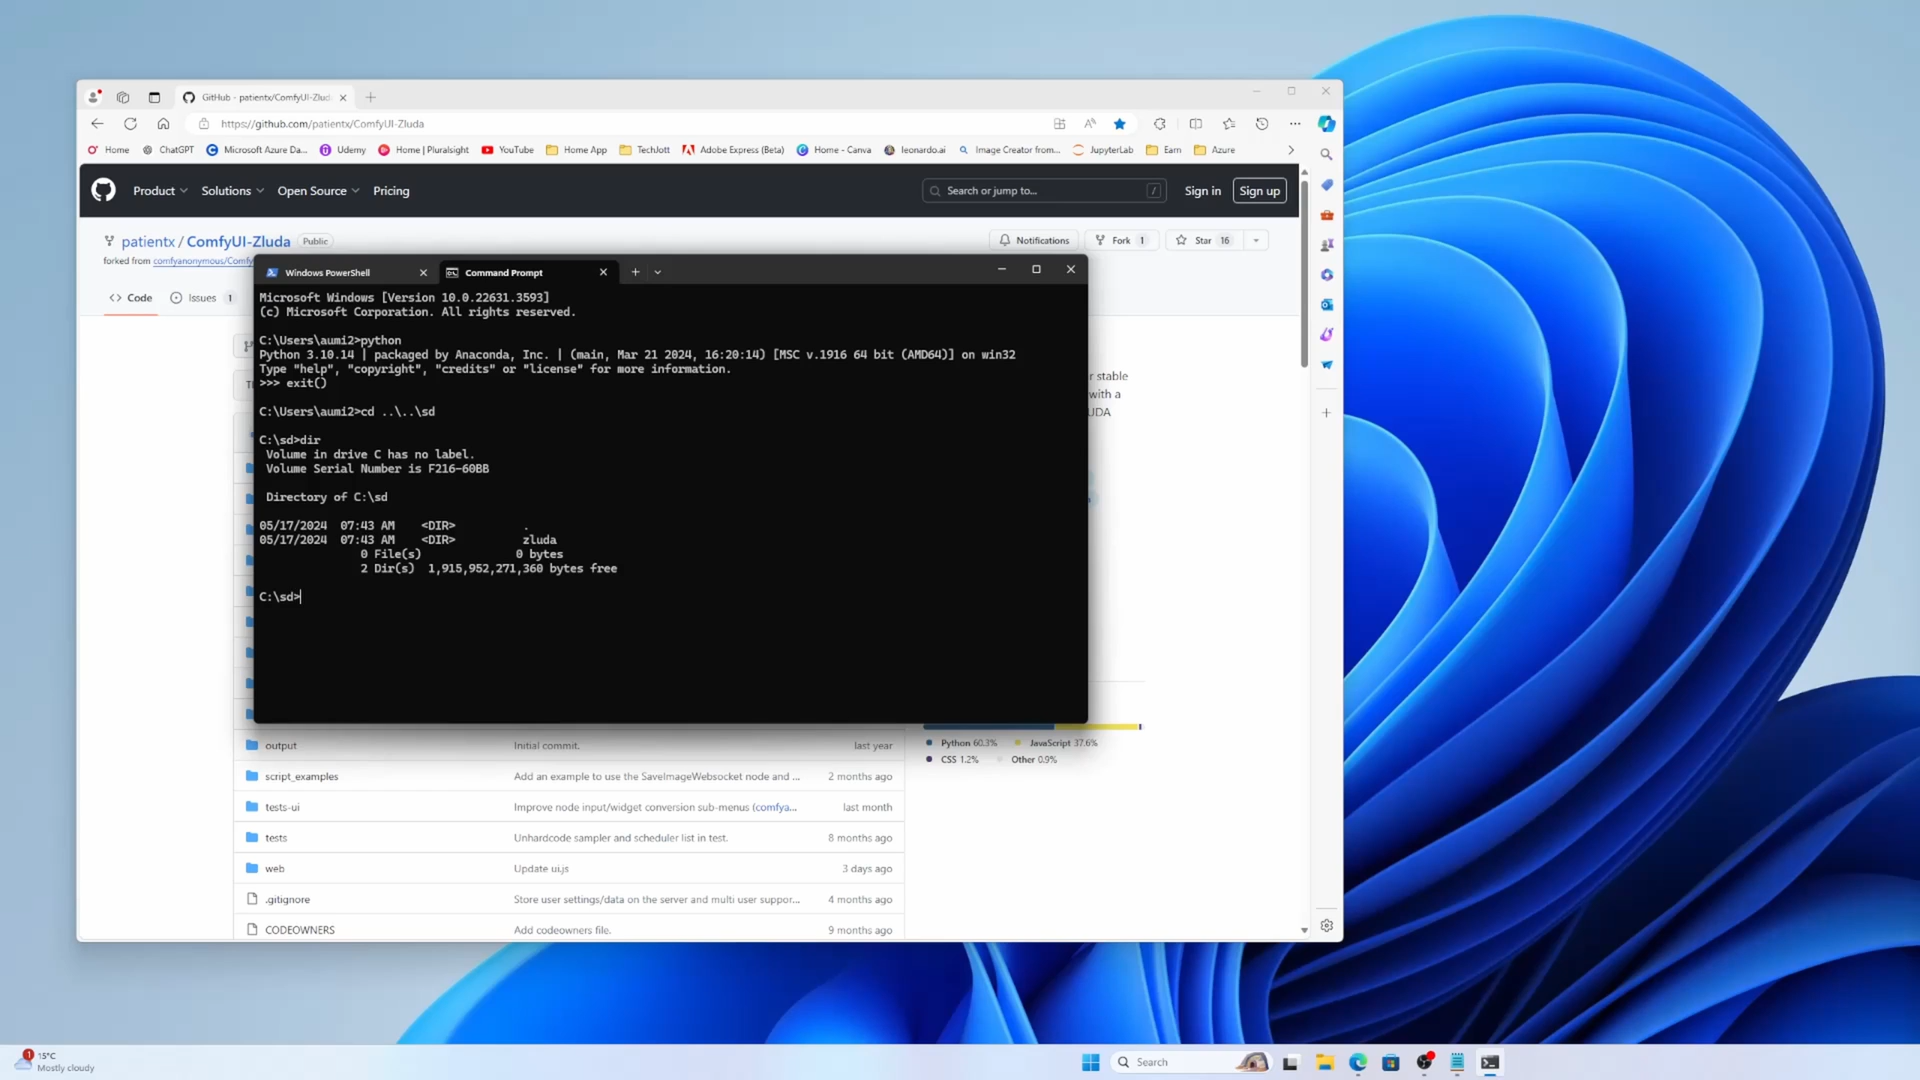 GitHub - patientx/ComfyUI-Zlud
https://github.com/patientx/ComfyUI-Zluda
Home ChatGPT Microsoft Azure Da... Udemy Home | Pluralsight YouTube Home App TechJott Adobe Express (Beta) Home - Canva leonardo.ai Image Creator from... JupyterLab Earn Azure
Product Solutions Open Source Pricing Search or jump to... / Sign in Sign up
patientx / ComfyUI-Zluda Public Notifications Fork 1 Star 16
forked from comfyanonymous/Comfy
Code Issues 1
Windows PowerShell Command Prompt
Microsoft Windows [Version 10.0.22631.3593]
(c) Microsoft Corporation. All rights reserved.
C:\Users\aumi2>python
Python 3.10.14 | packaged by Anaconda, Inc. | (main, Mar 21 2024, 16:20:14) [MSC v.1916 64 bit (AMD64)] on win32
Type "help", "copyright", "credits" or "license" for more information.
>>> exit()
C:\Users\aumi2>cd ..\..\sd
C:\sd>dir
Volume in drive C has no label.
Volume Serial Number is F216-60BB
Directory of C:\sd
05/17/2024 07:43 AM <DIR> .
05/17/2024 07:43 AM <DIR> zluda
0 File(s) 0 bytes
2 Dir(s) 1,915,952,271,360 bytes free
C:\sd>
r stable
with a
UDA
output Initial commit. last year
script_examples Add an example to use the SaveImageWebsocket node and ... 2 months ago
tests-ui Improve node input/widget conversion sub-menus (comfya... last month
tests Unhardcode sampler and scheduler list in test. 8 months ago
web Update ui.js 3 days ago
.gitignore Store user settings/data on the server and multi user suppor... 4 months ago
CODEOWNERS Add codeowners file. 9 months ago
Python 60.3% JavaScript 37.6%
CSS 1.2% Other 0.9%
1
15°C
Mostly cloudy
Search